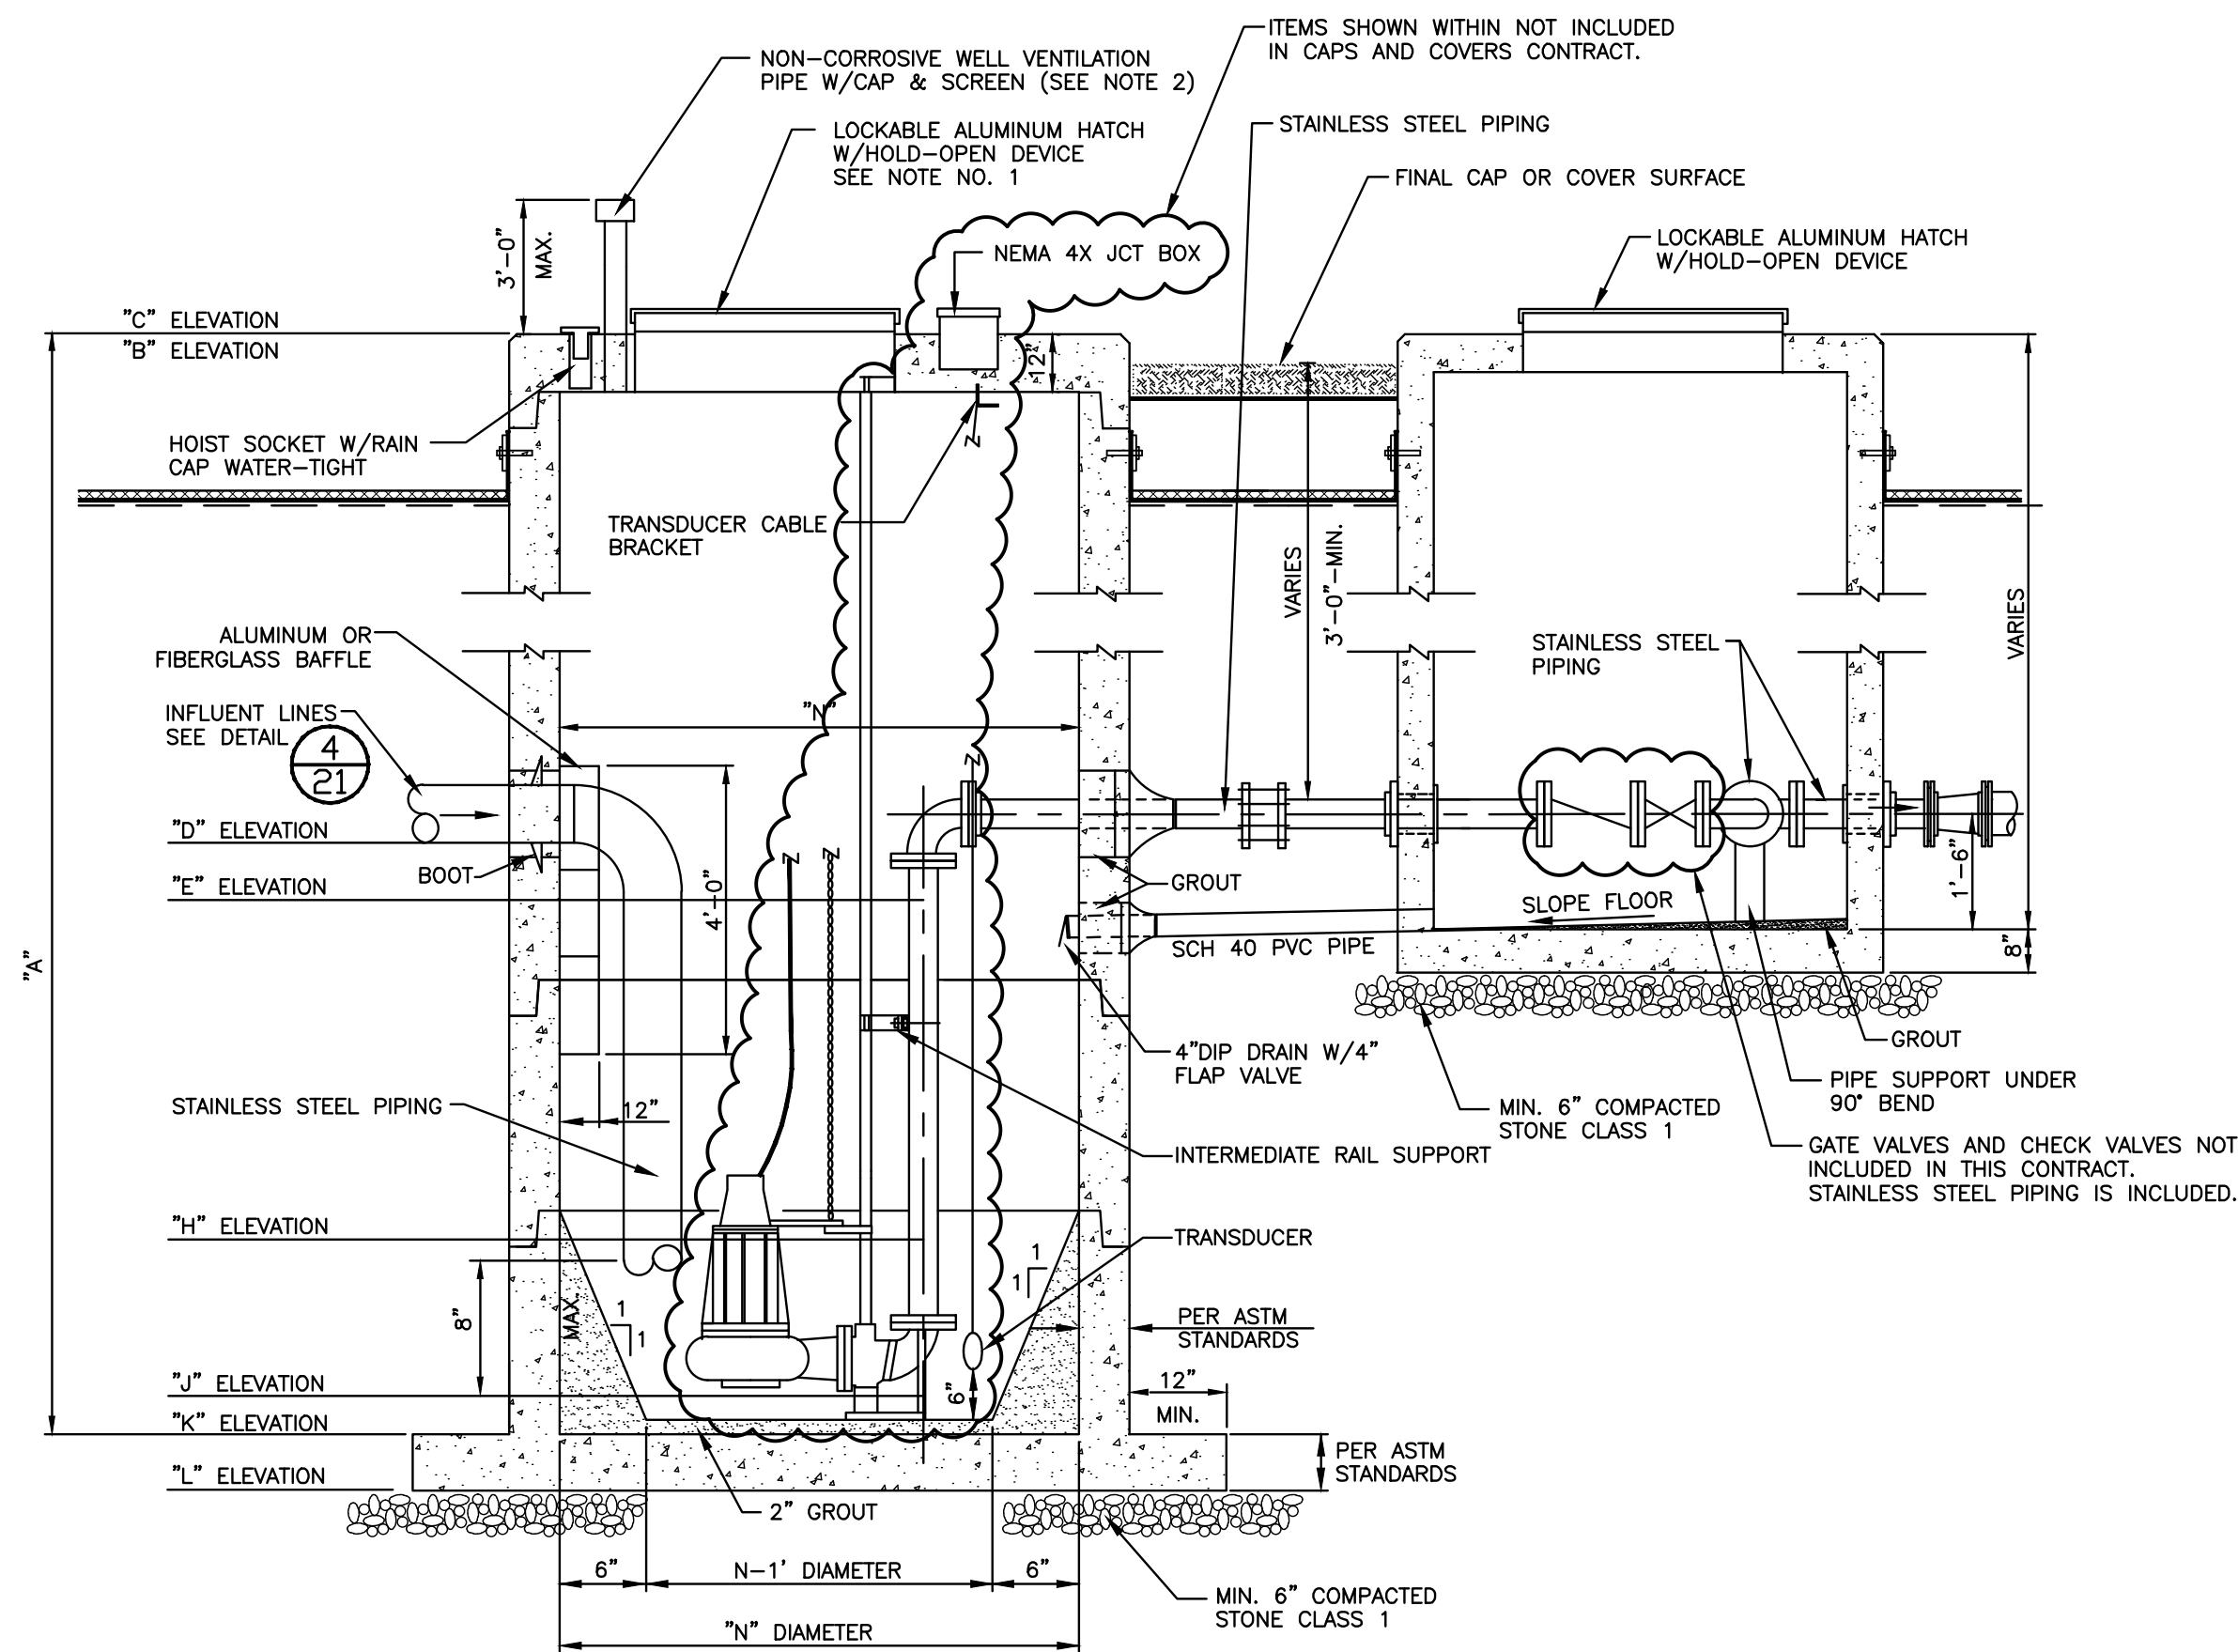 ITEMS SHOWN WITHIN NOT INCLUDED
IN CAPS AND COVERS CONTRACT.
NON-CORROSIVE WELL VENTILATION
PIPE W/CAP & SCREEN (SEE NOTE 2)
LOCKABLE ALUMINUM HATCH
W/HOLD-OPEN DEVICE
SEE NOTE NO. 1
STAINLESS STEEL PIPING
FINAL CAP OR COVER SURFACE
LOCKABLE ALUMINUM HATCH
W/HOLD-OPEN DEVICE
3'-0"
MAX.
NEMA 4X JCT BOX
"C" ELEVATION
"B" ELEVATION
12"
HOIST SOCKET W/RAIN
CAP WATER-TIGHT
TRANSDUCER CABLE
BRACKET
VARIES
3'-0"-MIN.
VARIES
ALUMINUM OR
FIBERGLASS BAFFLE
STAINLESS STEEL
PIPING
INFLUENT LINES
SEE DETAIL
4
21
"N"
"D" ELEVATION
BOOT
"E" ELEVATION
4'-0"
GROUT
SLOPE FLOOR
1'-6"
8"
SCH 40 PVC PIPE
"A"
GROUT
4"DIP DRAIN W/4"
FLAP VALVE
PIPE SUPPORT UNDER
90° BEND
MIN. 6" COMPACTED
STONE CLASS 1
STAINLESS STEEL PIPING
12"
INTERMEDIATE RAIL SUPPORT
GATE VALVES AND CHECK VALVES NOT
INCLUDED IN THIS CONTRACT.
STAINLESS STEEL PIPING IS INCLUDED.
"H" ELEVATION
TRANSDUCER
1
1
8"
MAX.
1
1
PER ASTM
STANDARDS
"J" ELEVATION
6"
12"
MIN.
"K" ELEVATION
PER ASTM
STANDARDS
"L" ELEVATION
2" GROUT
6"
N-1' DIAMETER
6"
MIN. 6" COMPACTED
STONE CLASS 1
"N" DIAMETER